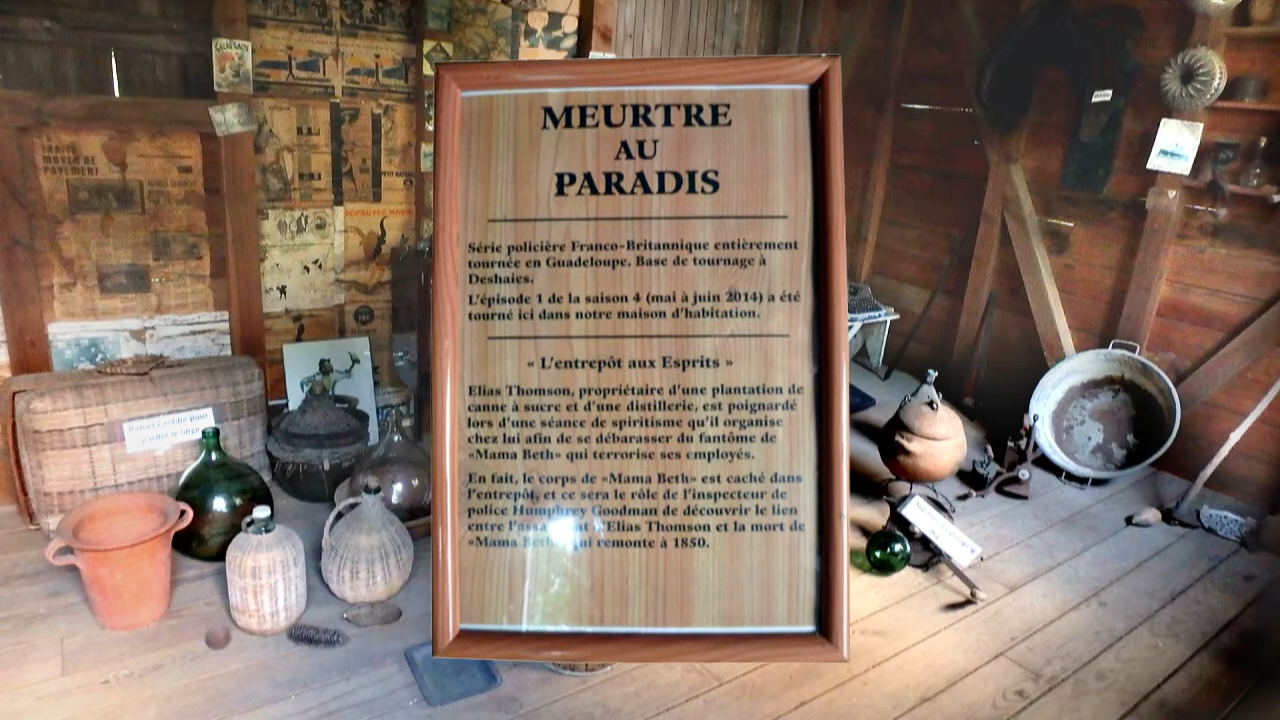 TRAITE
MOYEN DE
PAYEMENT
MEURTRE
AU
PARADIS
Série policière Franco-Britannique entièrement
tournée en Guadeloupe. Base de tournage à
Deshaies.
L'épisode 1 de la saison 4 (mai à juin 2014) a été
tourné ici dans notre maison d'habitation.
« L'entrepôt aux Esprits »
Elias Thomson, propriétaire d'une plantation de
canne à sucre et d'une distillerie, est poignardé
lors d'une séance de spiritisme qu'il organise
chez lui afin de se débarasser du fantôme de
«Mama Beth» qui terrorise ses employés.
En fait, le corps de «Mama Beth» est caché dans
l'entrepôt, et ce sera le rôle de l'inspecteur de
police Humphrey Goodman de découvrir le lien
entre d'Elias Thomson et la mort de
«Mama Beth» qui remonte à 1850.